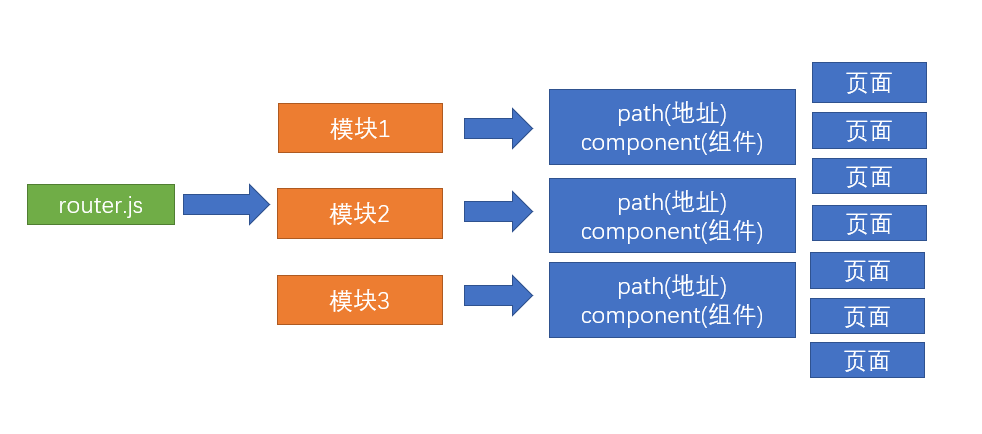 router.js
模块1
模块2
模块3
path(地址)
component(组件)
path(地址)
component(组件)
path(地址)
component(组件)
页面
页面
页面
页面
页面
页面
页面